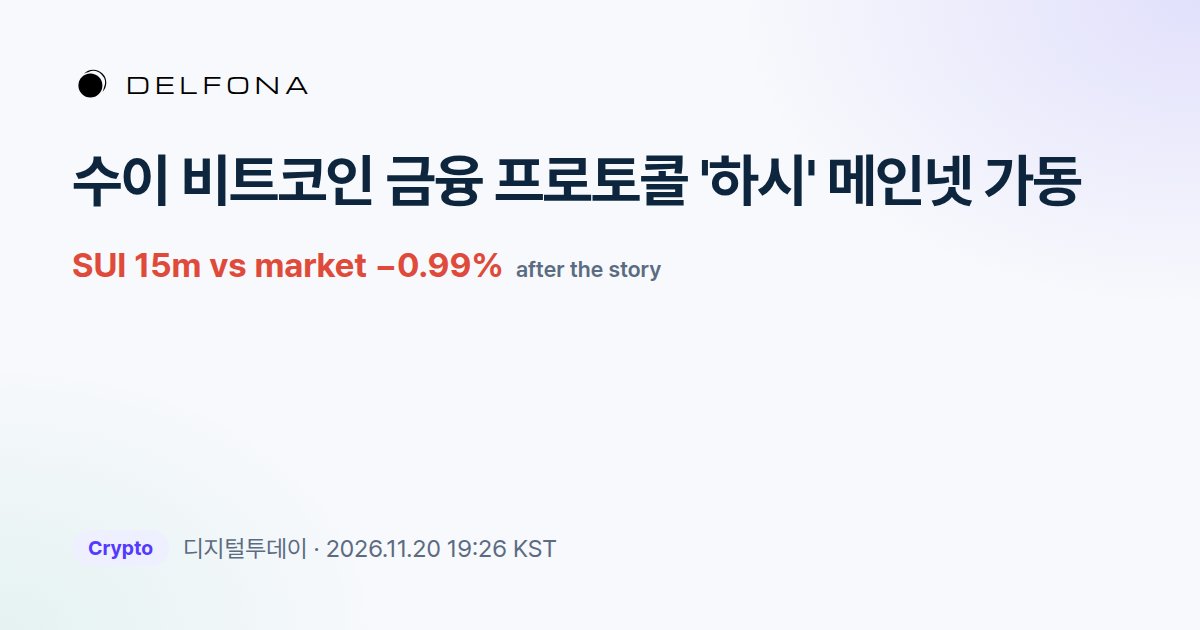 DELFONA
수이 비트코인 금융 프로토콜 '하시' 메인넷 가동
SUI 15m vs market −0.99% after the story
Crypto 디지털투데이 · 2026.11.20 19:26 KST